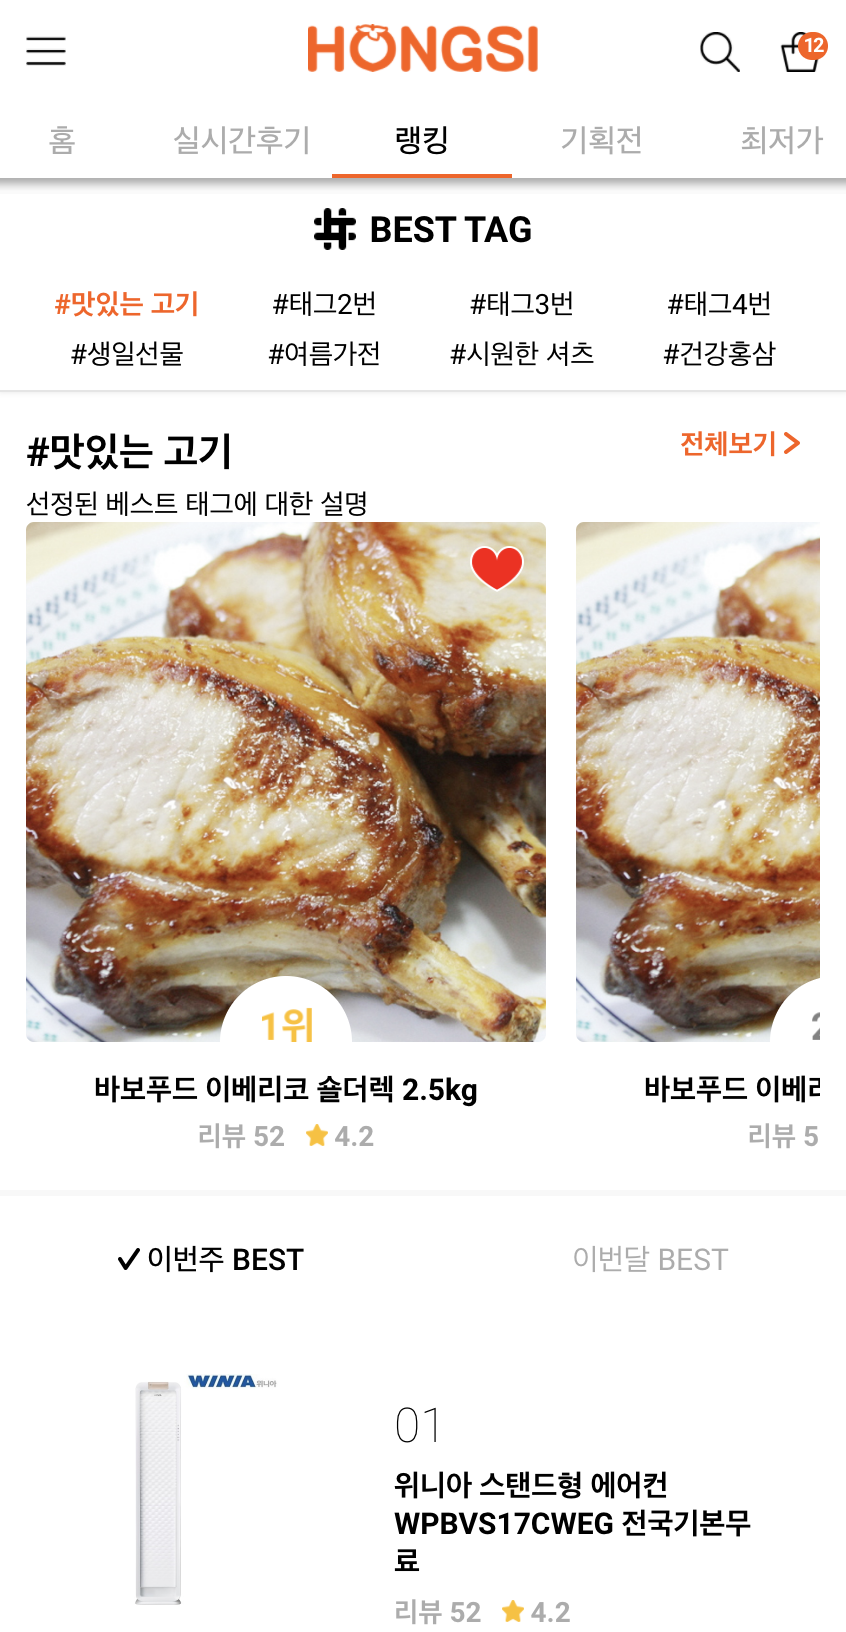 HONGSI
12
홈 실시간후기 랭킹 기획전 최저가
BEST TAG
#맛있는 고기 #태그2번 #태그3번 #태그4번
#생일선물 #여름가전 #시원한 셔츠 #건강홍삼
#맛있는 고기
전체보기
선정된 베스트 태그에 대한 설명
1위
바보푸드 이베리코 숄더렉 2.5kg
리뷰 52 4.2
바보푸드
리뷰 5
이번주 BEST 이번달 BEST
WINIA 위니아
01
위니아 스탠드형 에어컨
WPBVS17CWEG 전국기본무
료
리뷰 52 4.2